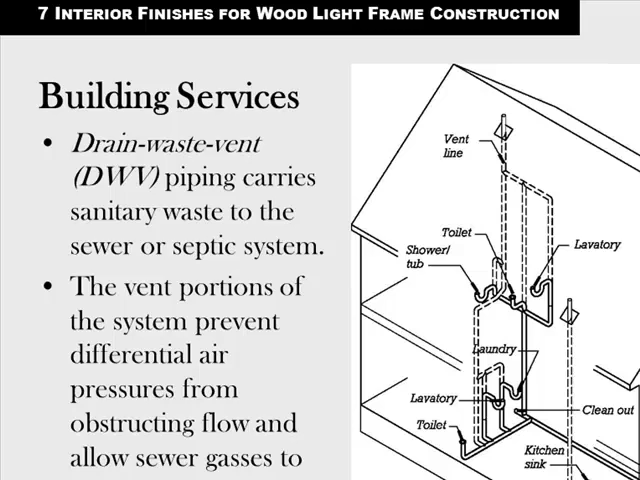 7 Interior Finishes for Wood Light Frame Construction
Building Services
• Drain-waste-vent
(DWV) piping carries
sanitary waste to the
sewer or septic system.
• The vent portions of
the system prevent
differential air
pressures from
obstructing flow and
allow sewer gasses to
Vent
line
Toilet
Shower/
tub
Lavatory
Laundry
Lavatory
Toilet
Clean out
Kitchen
sink